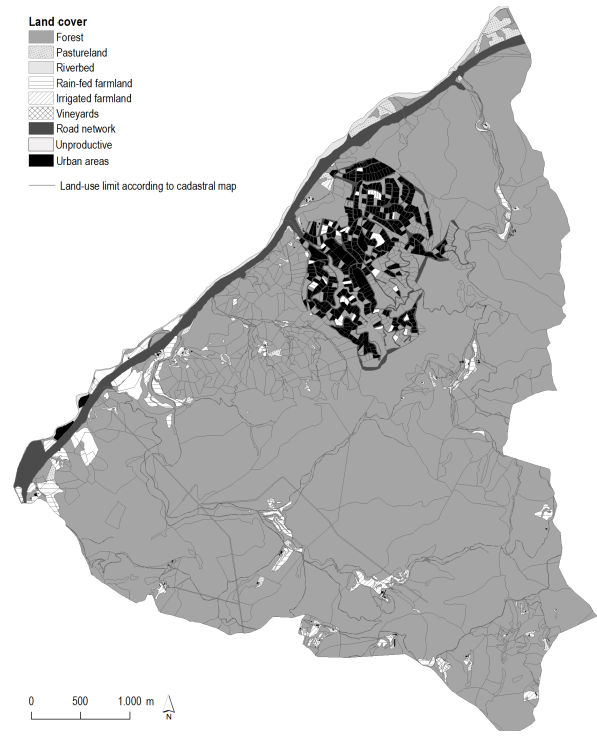 Land cover
Forest
Pastureland
Riverbed
Rain-fed farmland
Irrigated farmland
Vineyards
Road network
Unproductive
Urban areas
Land-use limit according to cadastral map
0 500 1.000 m
N